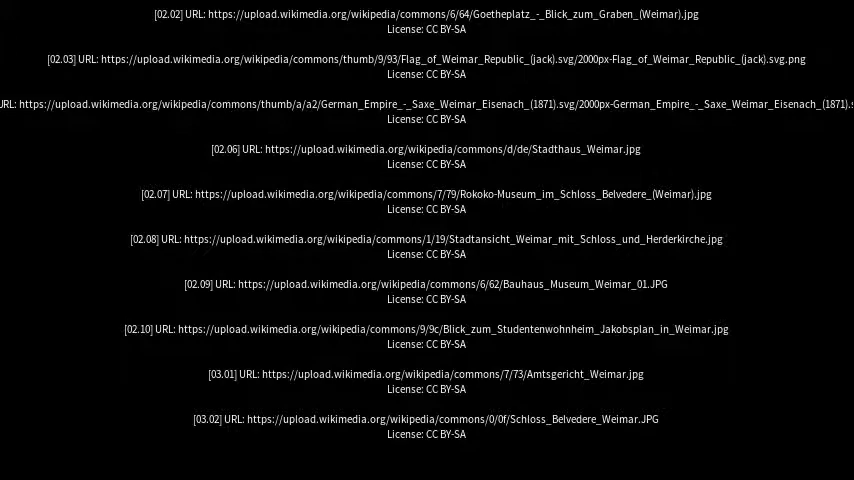 [02.02] URL: https://upload.wikimedia.org/wikipedia/commons/6/64/Goetheplatz_-_Blick_zum_Graben_(Weimar).jpg
License: CC BY-SA
[02.03] URL: https://upload.wikimedia.org/wikipedia/commons/thumb/9/93/Flag_of_Weimar_Republic_(jack).svg/2000px-Flag_of_Weimar_Republic_(jack).svg.png
License: CC BY-SA
URL: https://upload.wikimedia.org/wikipedia/commons/thumb/a/a2/German_Empire_-_Saxe_Weimar_Eisenach_(1871).svg/2000px-German_Empire_-_Saxe_Weimar_Eisenach_(1871).s
License: CC BY-SA
[02.06] URL: https://upload.wikimedia.org/wikipedia/commons/d/de/Stadthaus_Weimar.jpg
License: CC BY-SA
[02.07] URL: https://upload.wikimedia.org/wikipedia/commons/7/79/Rokoko-Museum_im_Schloss_Belvedere_(Weimar).jpg
License: CC BY-SA
[02.08] URL: https://upload.wikimedia.org/wikipedia/commons/1/19/Stadtansicht_Weimar_mit_Schloss_und_Herderkirche.jpg
License: CC BY-SA
[02.09] URL: https://upload.wikimedia.org/wikipedia/commons/6/62/Bauhaus_Museum_Weimar_01.JPG
License: CC BY-SA
[02.10] URL: https://upload.wikimedia.org/wikipedia/commons/9/9c/Blick_zum_Studentenwohnheim_Jakobsplan_in_Weimar.jpg
License: CC BY-SA
[03.01] URL: https://upload.wikimedia.org/wikipedia/commons/7/73/Amtsgericht_Weimar.jpg
License: CC BY-SA
[03.02] URL: https://upload.wikimedia.org/wikipedia/commons/0/0f/Schloss_Belvedere_Weimar.JPG
License: CC BY-SA